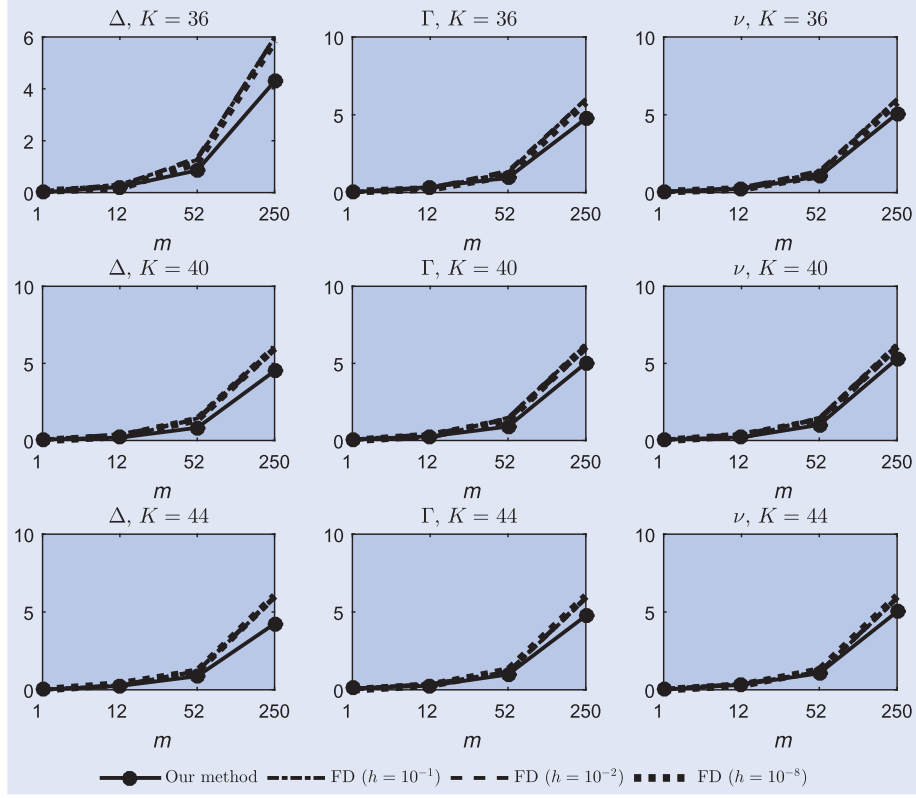 Δ, K = 36
Γ, K = 36
ν, K = 36
6
4
2
0
10
5
0
10
5
0
1 12 52 250
1 12 52 250
1 12 52 250
m
m
m
Δ, K = 40
Γ, K = 40
ν, K = 40
10
5
0
10
5
0
10
5
0
1 12 52 250
1 12 52 250
1 12 52 250
m
m
m
Δ, K = 44
Γ, K = 44
ν, K = 44
10
5
0
10
5
0
10
5
0
1 12 52 250
1 12 52 250
1 12 52 250
m
m
m
Our method
FD (h = 10⁻¹)
FD (h = 10⁻²)
FD (h = 10⁻⁸)